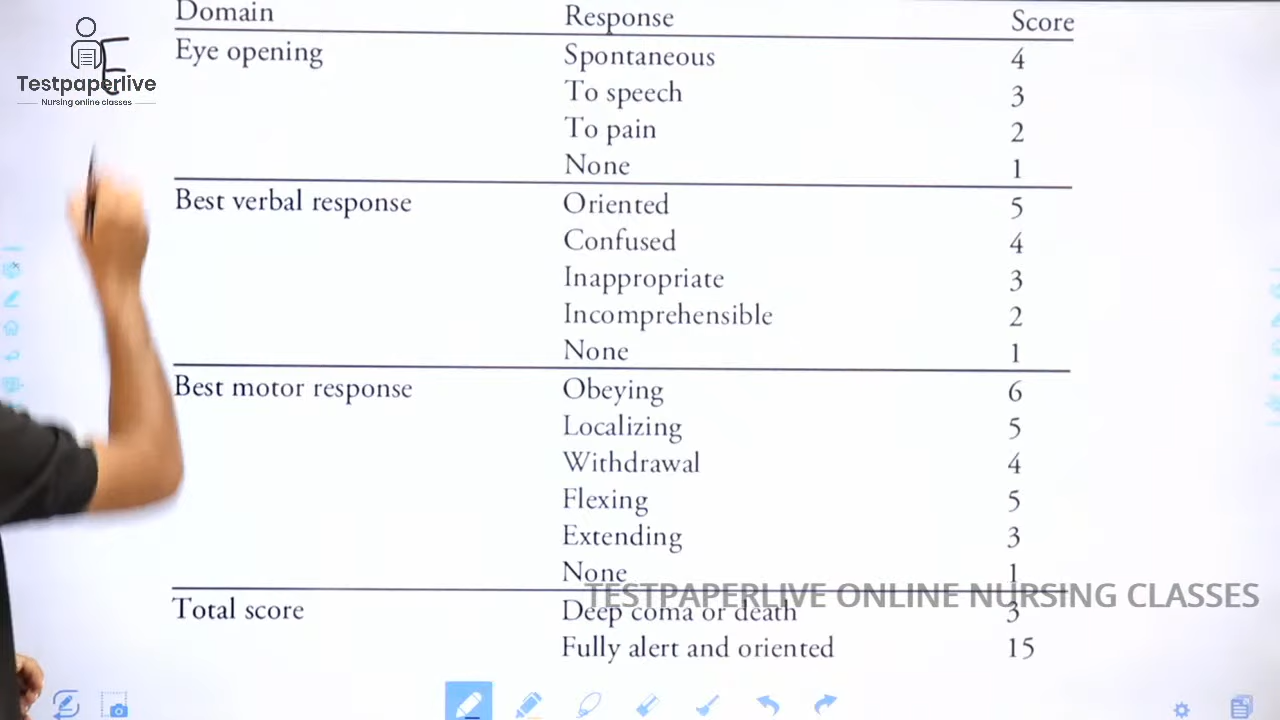 Domain Response Score
E
Testpaperlive
Nursing online classes
Eye opening Spontaneous 4
To speech 3
To pain 2
None 1
Best verbal response Oriented 5
Confused 4
Inappropriate 3
Incomprehensible 2
None 1
Best motor response Obeying 6
Localizing 5
Withdrawal 4
Flexing 5
Extending 3
None 1
TESTPAPERLIVE ONLINE NURSING CLASSES
Total score Deep coma or death 3
Fully alert and oriented 15